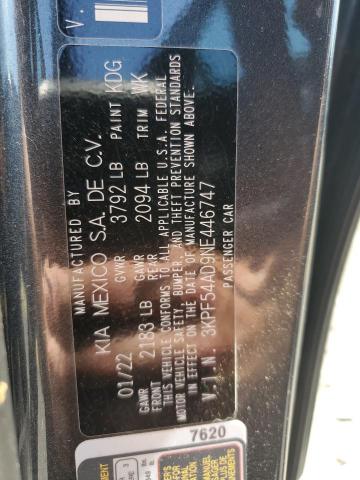 MANUFACTURED BY
KIA MEXICO S.A. DE C.V.
01/22 GVWR 3792 LB PAINT KDG
GAWR FRONT 2183 LB GAWR REAR 2094 LB TRIM WK
THIS VEHICLE CONFORMS TO ALL APPLICABLE U.S.A. FEDERAL
MOTOR VEHICLE SAFETY, BUMPER, AND THEFT PREVENTION STANDARDS
IN EFFECT ON THE DATE OF MANUFACTURE SHOWN ABOVE.
V.I.N. 3KPF54AD9NE446747
PASSENGER CAR
7620
V.